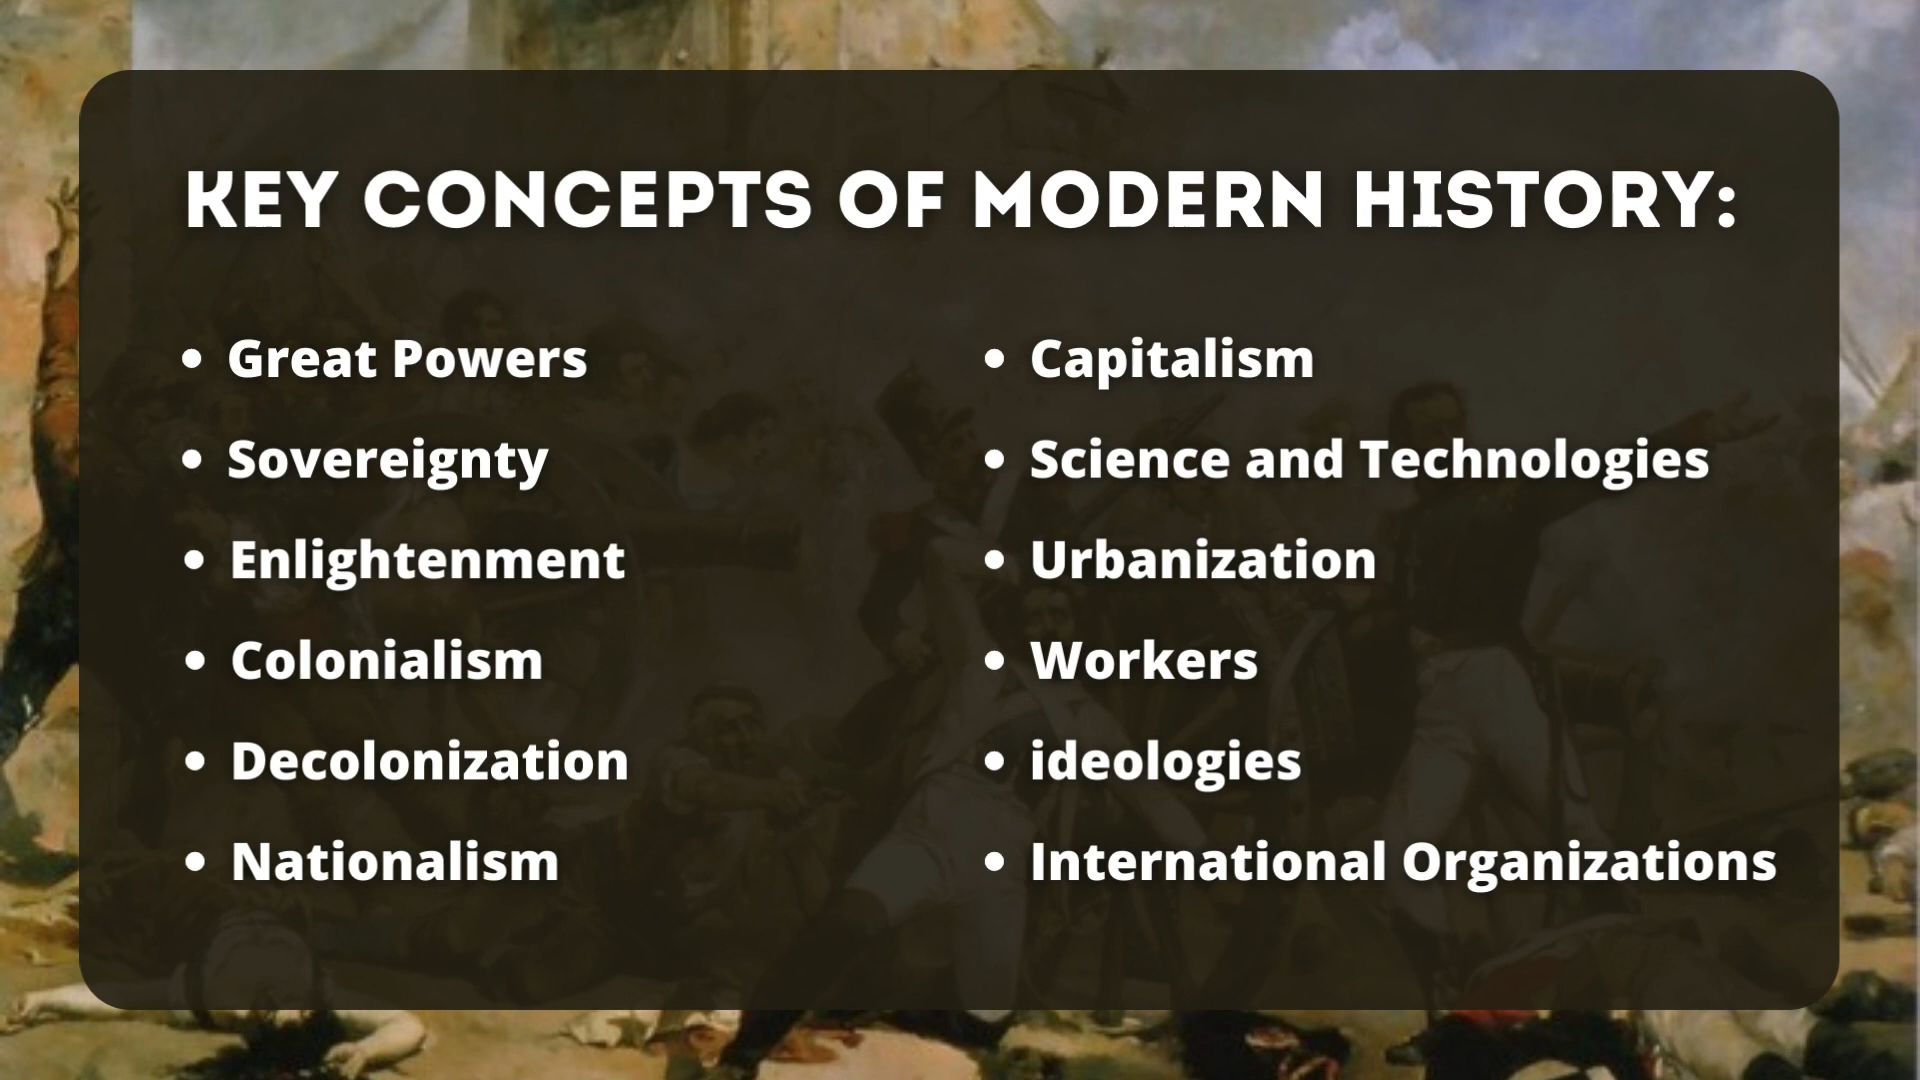 KEY CONCEPTS OF MODERN HISTORY:
• Great Powers
• Sovereignty
• Enlightenment
• Colonialism
• Decolonization
• Nationalism
• Capitalism
• Science and Technologies
• Urbanization
• Workers
• ideologies
• International Organizations